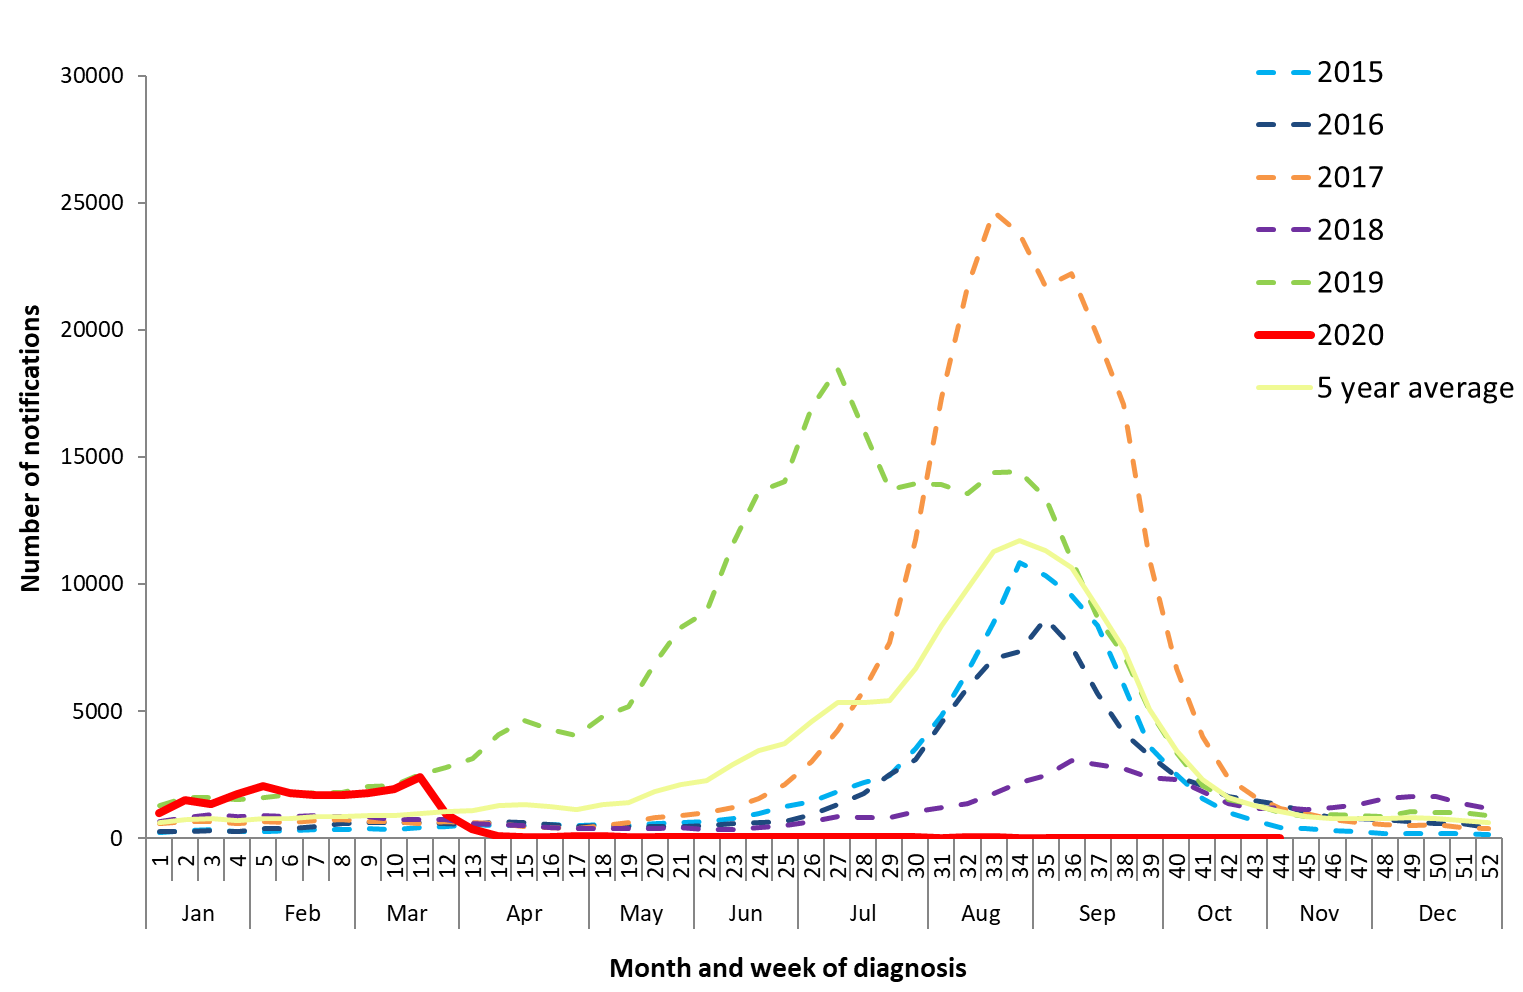 30000
25000
20000
15000
10000
5000
0
Number of notifications
2015
2016
2017
2018
2019
2020
5 year average
1 2 3 4 5 6 7 8 9 10 11 12 13 14 15 16 17 18 19 20 21 22 23 24 25 26 27 28 29 30 31 32 33 34 35 36 37 38 39 40 41 42 43 44 45 46 47 48 49 50 51 52
Jan Feb Mar Apr May Jun Jul Aug Sep Oct Nov Dec
Month and week of diagnosis